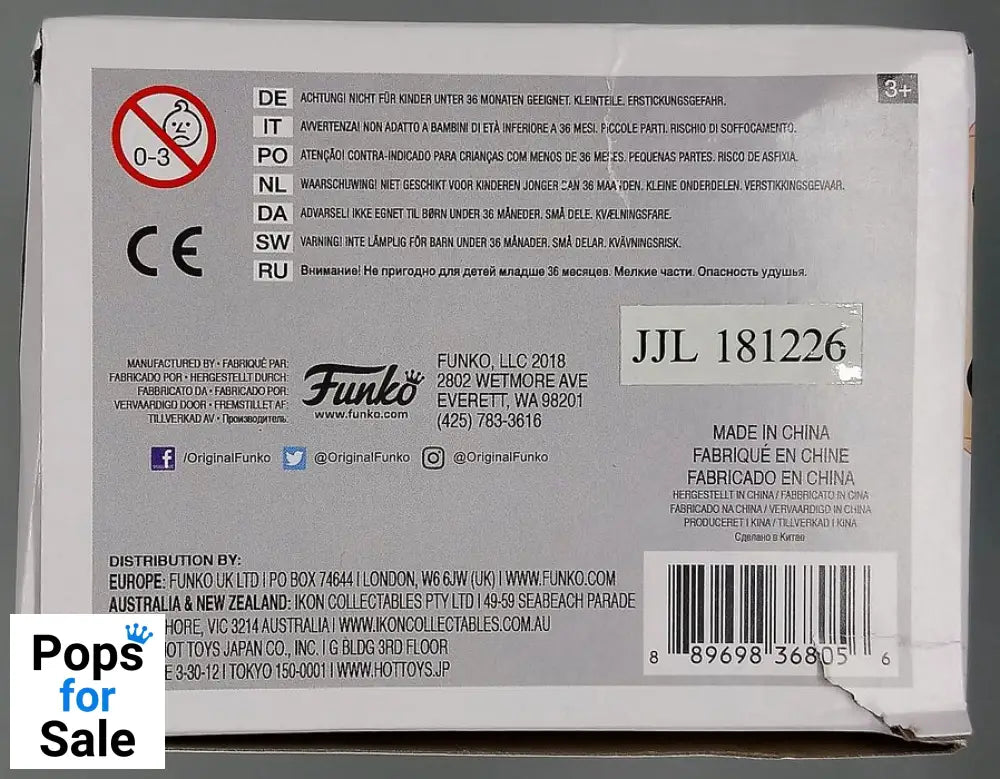 3+
0-3
DE ACHTUNG! NICHT FÜR KINDER UNTER 36 MONATEN GEEIGNET. KLEINTEILE. ERSTICKUNGSGEFAHR.
IT AVVERTENZA! NON ADATTO A BAMBINI DI ETÀ INFERIORE A 36 MESI. PICCOLE PARTI. RISCHIO DI SOFFOCAMENTO.
PO ATENÇÃO! CONTRA-INDICADO PARA CRIANÇAS COM MENOS DE 36 MESES. PEQUENAS PARTES. RISCO DE ASFIXIA.
NL WAARSCHUWING! NIET GESCHIKT VOOR KINDEREN JONGER DAN 36 MAANDEN. KLEINE ONDERDELEN. VERSTIKKINGSGEVAAR.
DA ADVARSEL! IKKE EGNET TIL BØRN UNDER 36 MÅNEDER. SMÅ DELE. KVÆLNINGSFARE.
SW VARNING! INTE LÄMPLIG FÖR BARN UNDER 36 MÅNADER. SMÅ DELAR. KVÄVNINGSRISK.
RU Внимание! Не пригодно для детей младше 36 месяцев. Мелкие части. Опасность удушья.
CE
JJL 181226
MANUFACTURED BY • FABRIQUÉ PAR:
FABRICADO POR • HERGESTELLT DURCH:
FABBRICATO DA • FABRICADO POR:
VERVAARDIGD DOOR • FREMSTILLET AF:
TILLVERKAD AV • Производитель.
Funko
www.funko.com
FUNKO, LLC 2018
2802 WETMORE AVE
EVERETT, WA 98201
(425) 783-3616
f /OriginalFunko @OriginalFunko @OriginalFunko
MADE IN CHINA
FABRIQUÉ EN CHINE
FABRICADO EN CHINA
HERGESTELLT IN CHINA / FABBRICATO IN CINA
FABRICADO NA CHINA / VERVAARDIGD IN CHINA
PRODUCERET I KINA / TILLVERKAD I KINA
Сделано в Китае
DISTRIBUTION BY:
EUROPE: FUNKO UK LTD | PO BOX 74644 | LONDON, W6 6JW (UK) | WWW.FUNKO.COM
AUSTRALIA & NEW ZEALAND: IKON COLLECTABLES PTY LTD | 49-59 SEABEACH PARADE
HORE, VIC 3214 AUSTRALIA | WWW.IKONCOLLECTABLES.COM.AU
OT TOYS JAPAN CO., INC. | G BLDG 3RD FLOOR
E 3-30-12 | TOKYO 150-0001 | WWW.HOTTOYS.JP
8 89698 36805 6
Pops
for
Sale